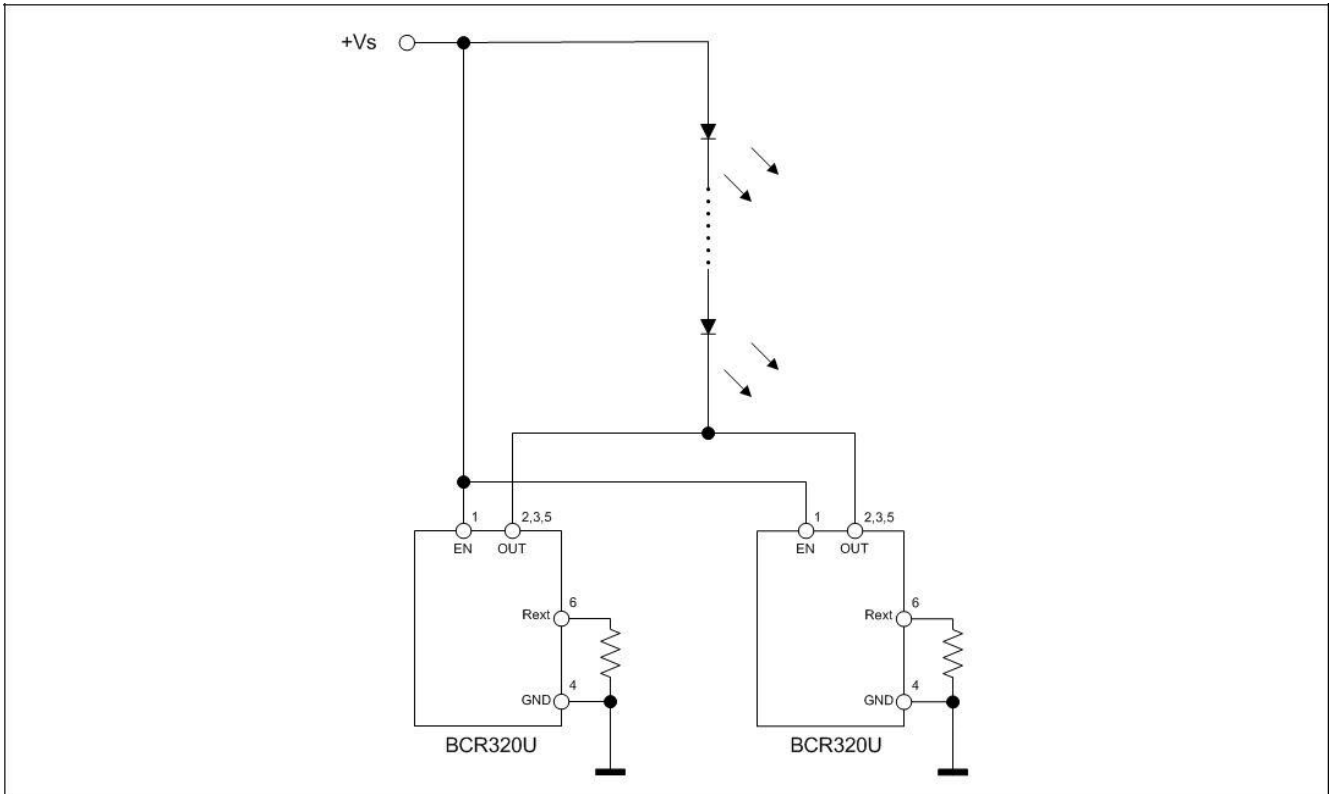 +Vs
1 2,3,5 1 2,3,5
EN OUT EN OUT
6 6
Rext Rext
4 4
GND GND
BCR320U BCR320U